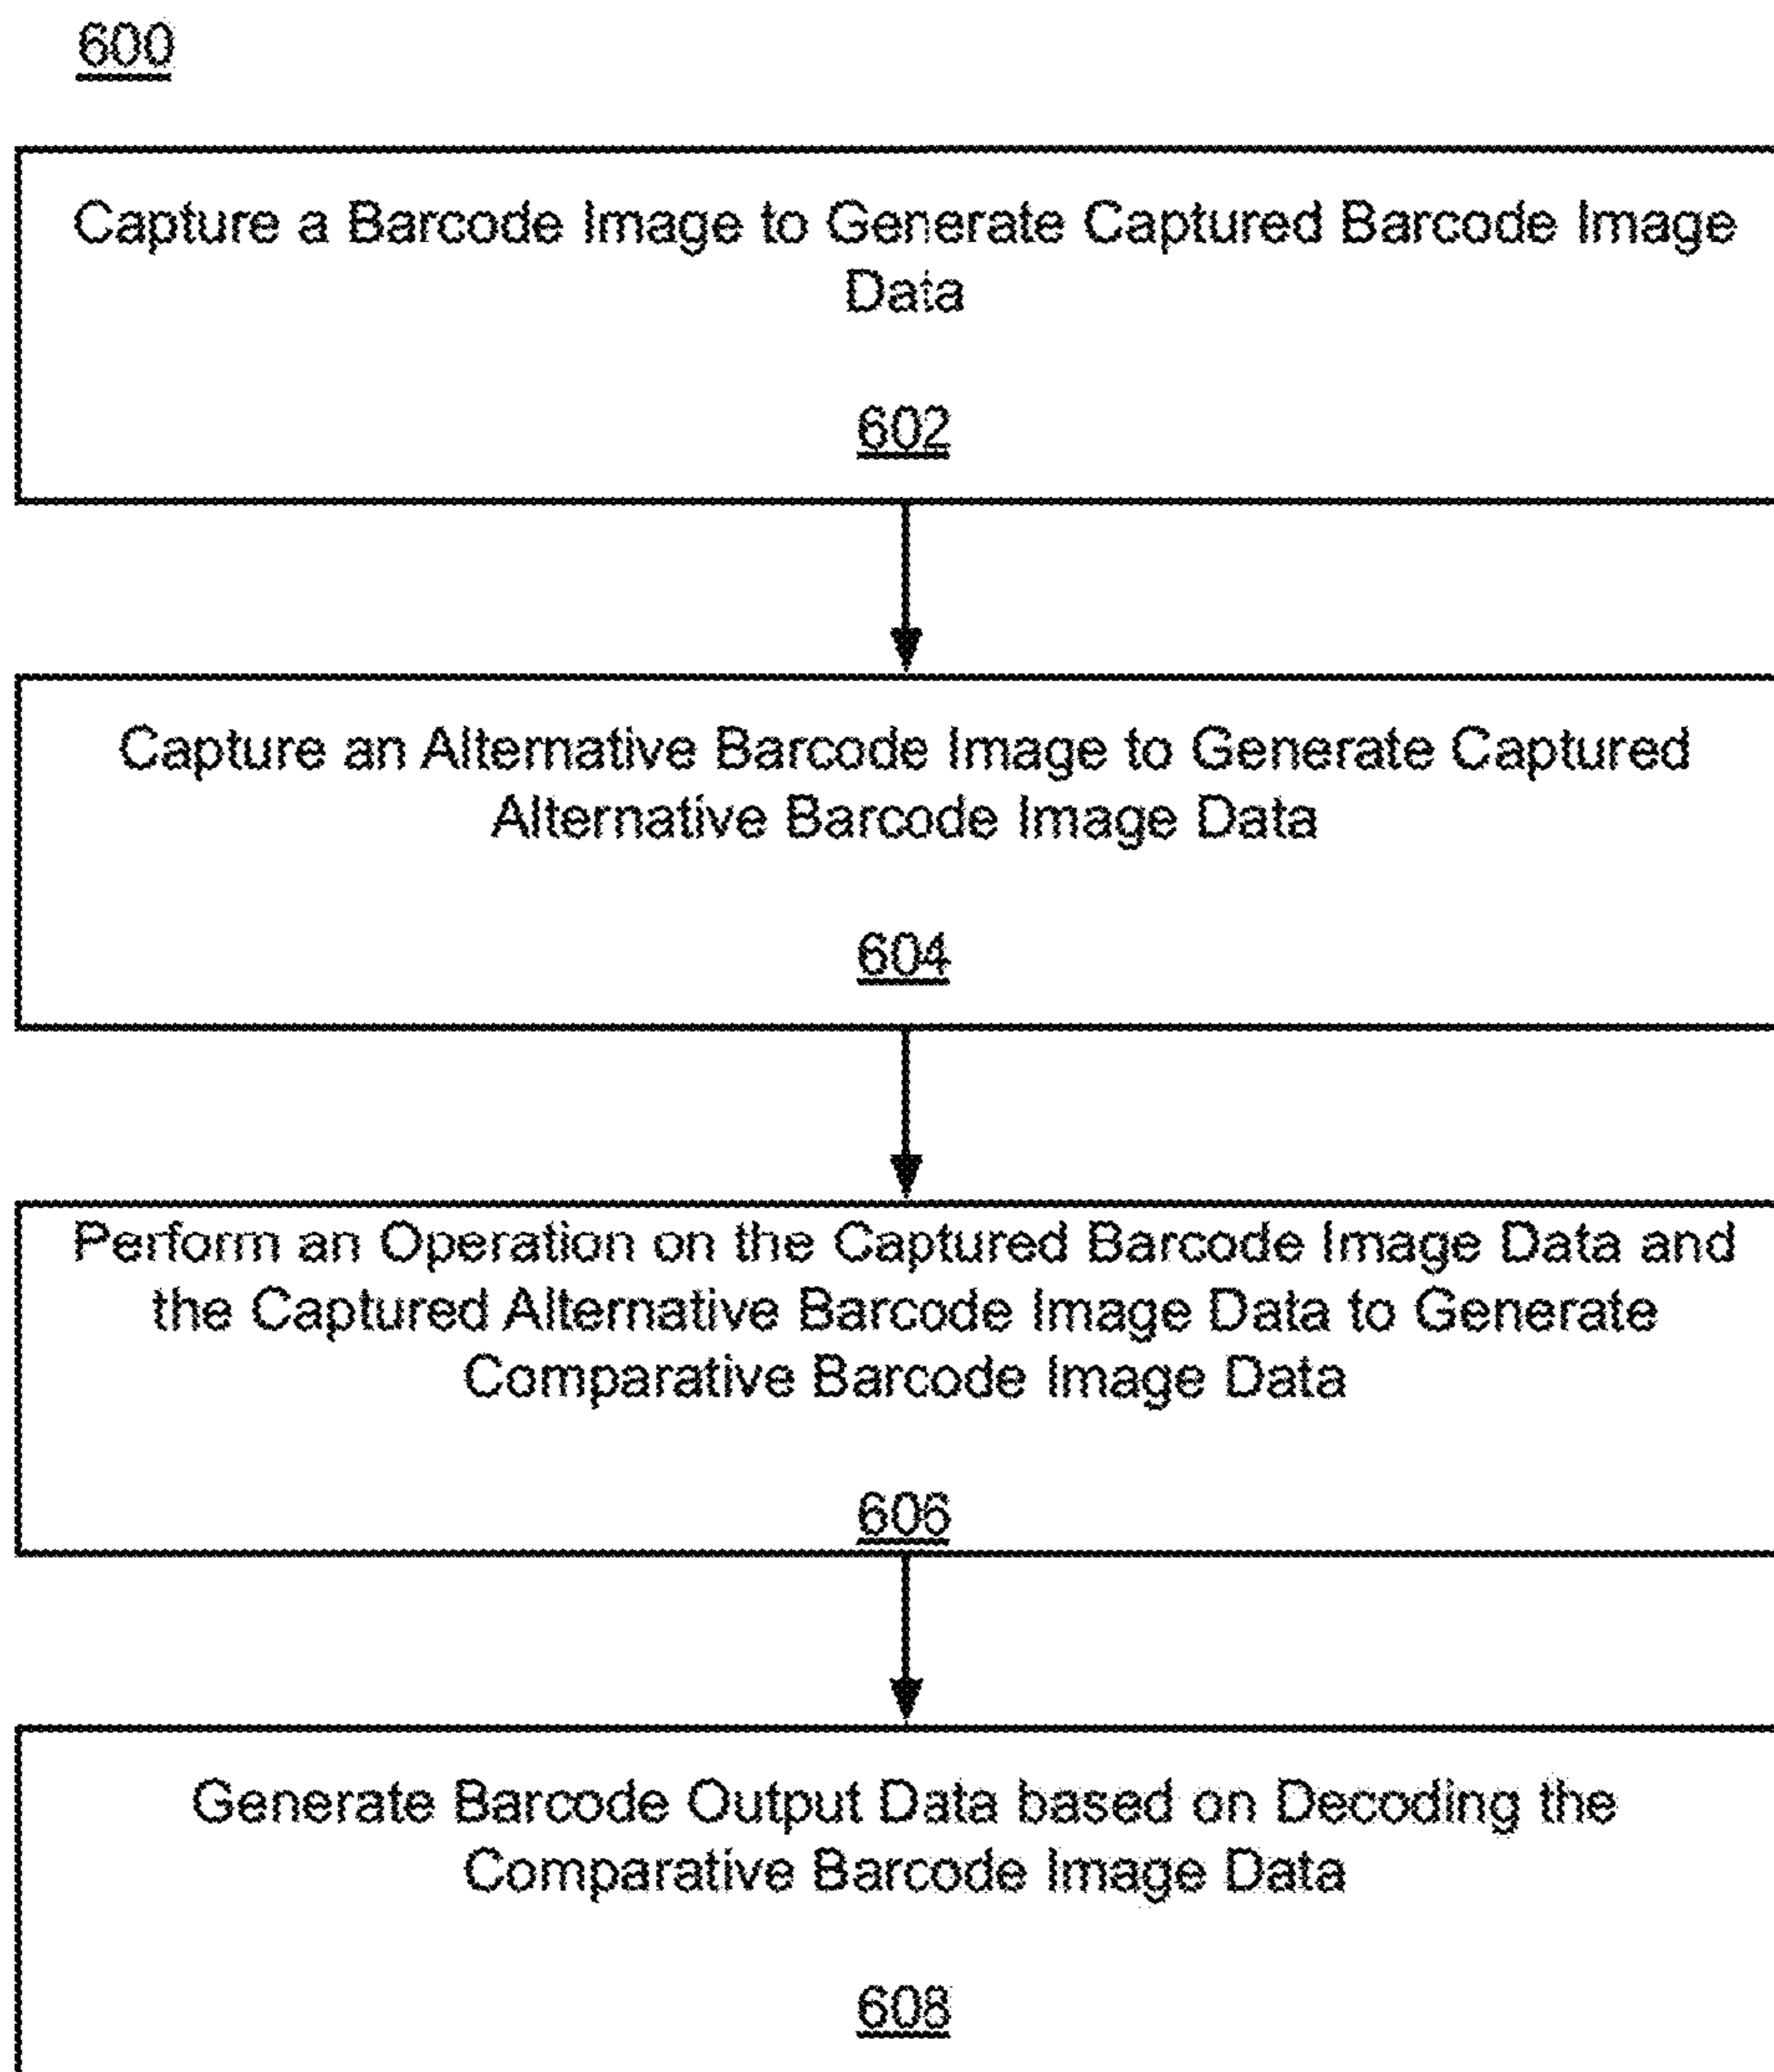 600
Capture a Barcode Image to Generate Captured Barcode Image
Data
602
Capture an Alternative Barcode Image to Generate Captured
Alternative Barcode Image Data
604
Perform an Operation on the Captured Barcode Image Data and
the Captured Alternative Barcode Image Data to Generate
Comparative Barcode Image Data
606
Generate Barcode Output Data based on Decoding the
Comparative Barcode Image Data
608